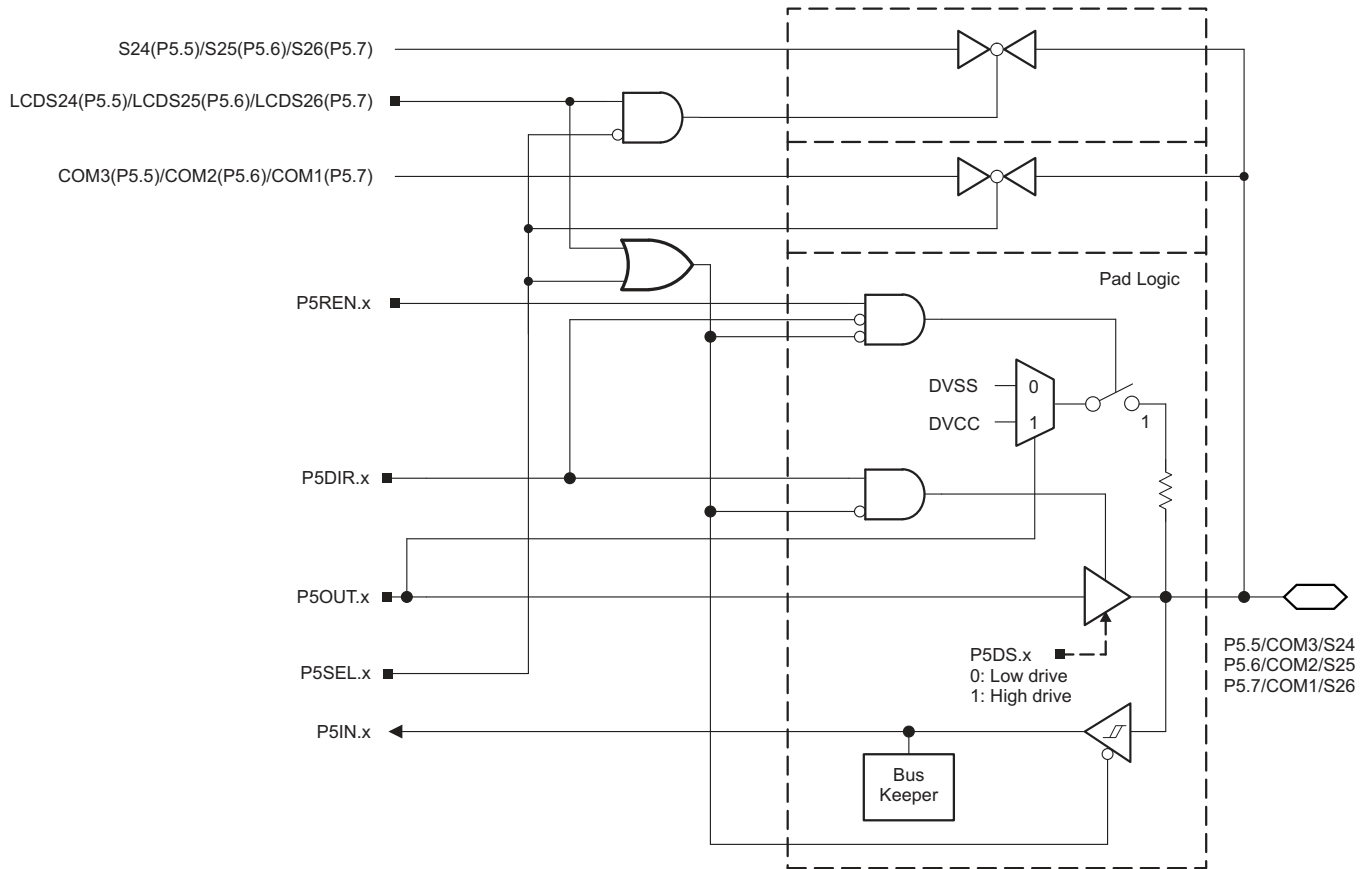 S24(P5.5)/S25(P5.6)/S26(P5.7)
LCDS24(P5.5)/LCDS25(P5.6)/LCDS26(P5.7)
COM3(P5.5)/COM2(P5.6)/COM1(P5.7)
Pad Logic
P5REN.x
DVSS
0
DVCC
1
1
P5DIR.x
P5OUT.x
P5DS.x
0: Low drive
1: High drive
P5.5/COM3/S24
P5.6/COM2/S25
P5.7/COM1/S26
P5SEL.x
P5IN.x
Bus
Keeper